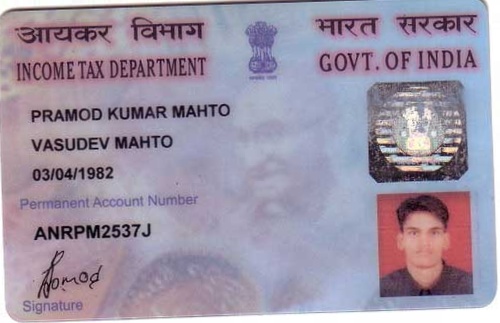 आयकर विभाग
INCOME TAX DEPARTMENT
भारत सरकार
GOVT. OF INDIA
PRAMOD KUMAR MAHTO
VASUDEV MAHTO
03/04/1982
Permanent Account Number
ANRPM2537J
Pomod
Signature